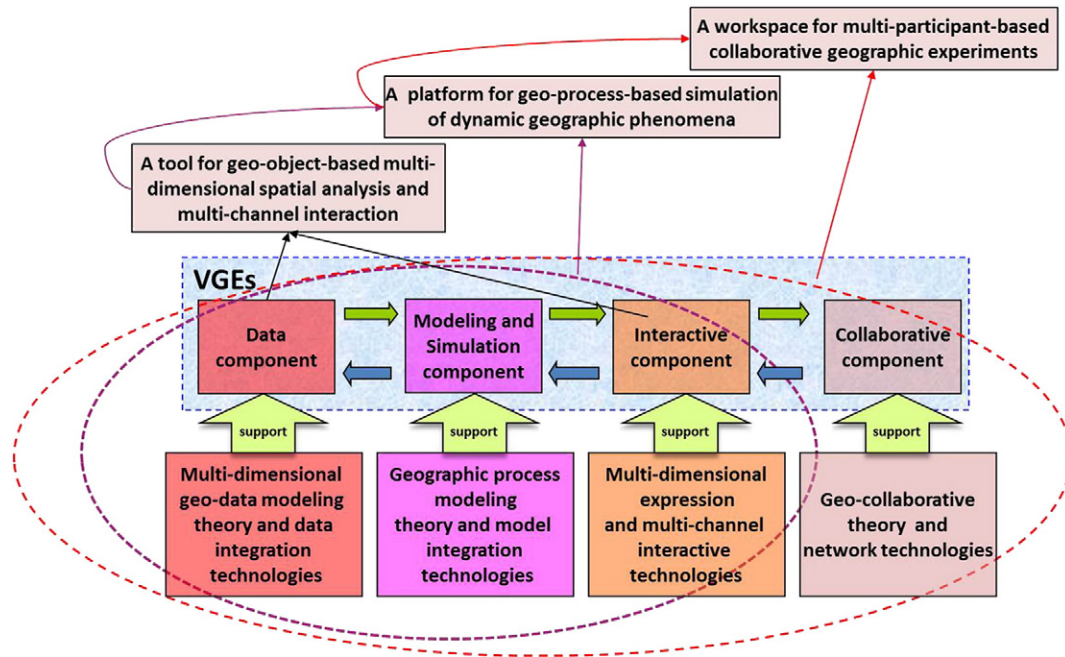 A workspace for multi-participant-based
collaborative geographic experiments
A platform for geo-process-based simulation
of dynamic geographic phenomena
A tool for geo-object-based multi-
dimensional spatial analysis and
multi-channel interaction
VGEs
Data
component
Modeling and
Simulation
component
Interactive
component
Collaborative
component
support
support
support
support
Multi-dimensional
geo-data modeling
theory and data
integration
technologies
Geographic process
modeling
theory and model
integration
technologies
Multi-dimensional
expression
and multi-channel
interactive
technologies
Geo-collaborative
theory and
network technologies